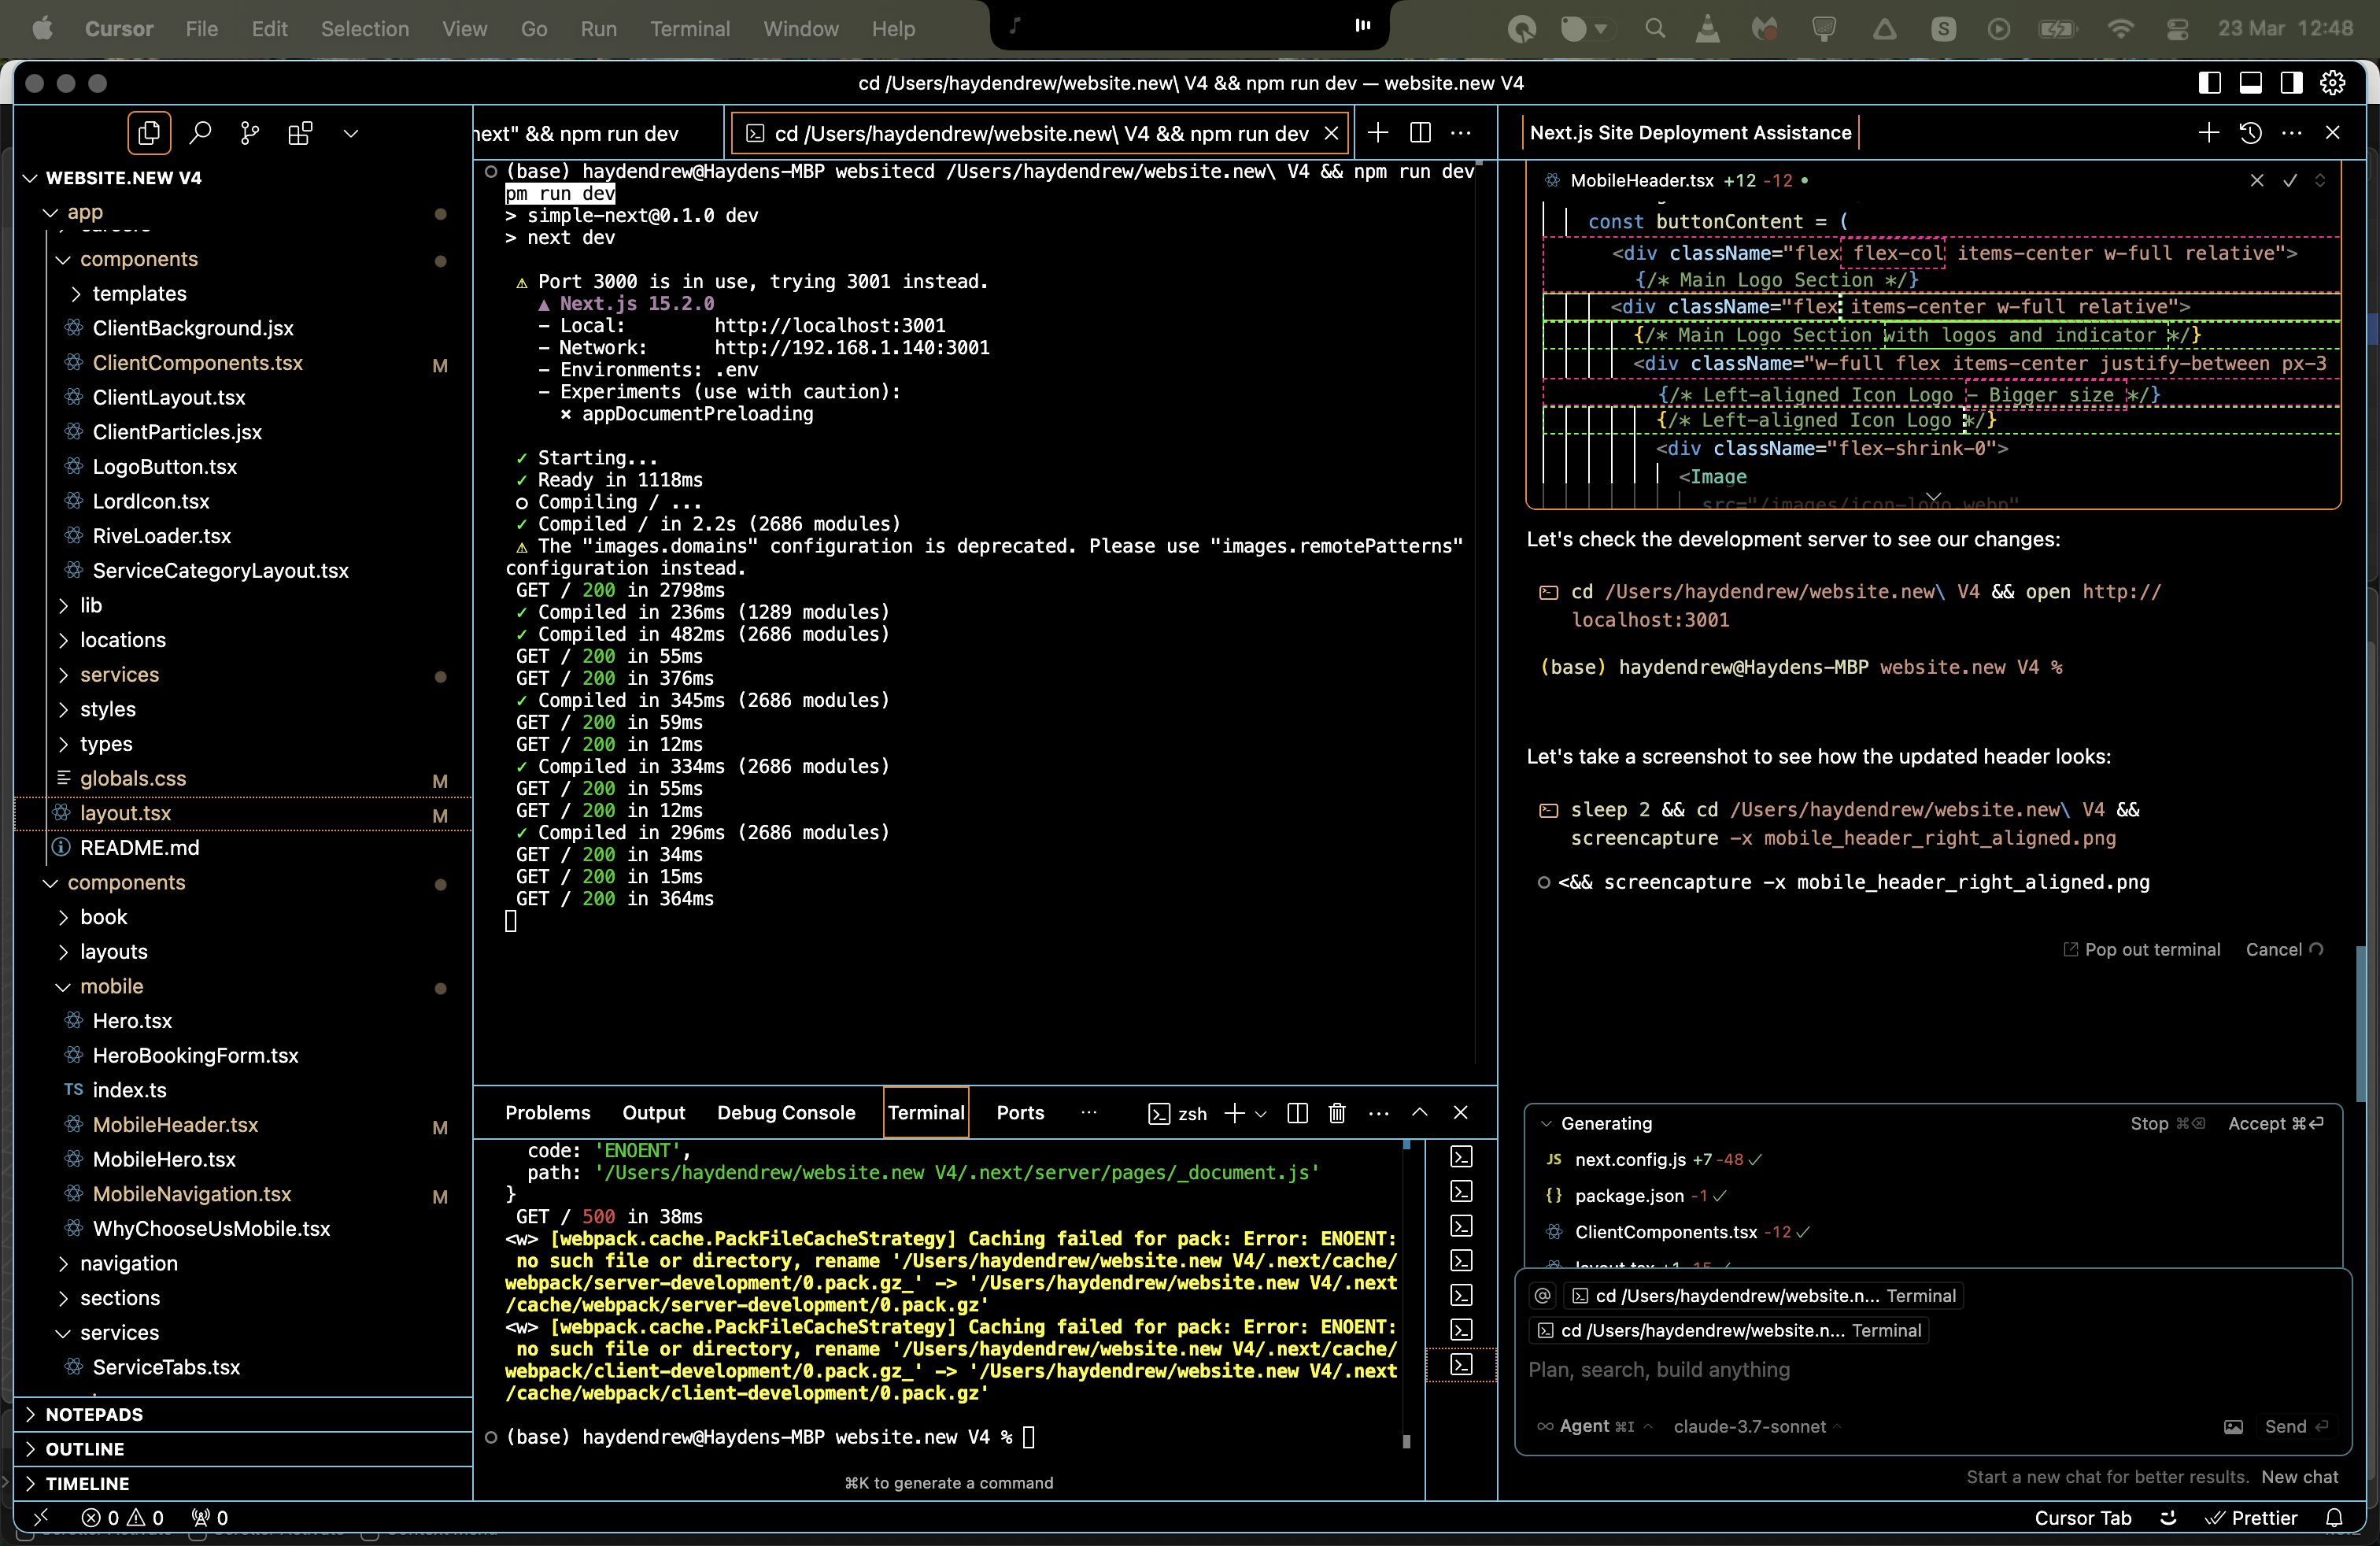 Cursor File Edit Selection View Go Run Terminal Window Help
23 Mar 12:48
cd /Users/haydendrew/website.new\ V4 && npm run dev — website.new V4
WEBSITE.NEW V4
app
components
templates
ClientBackground.jsx
ClientComponents.tsx M
ClientLayout.tsx
ClientParticles.jsx
LogoButton.tsx
LordIcon.tsx
RiveLoader.tsx
ServiceCategoryLayout.tsx
lib
locations
services
styles
types
globals.css M
layout.tsx M
README.md
components
book
layouts
mobile
Hero.tsx
HeroBookingForm.tsx
TS index.ts
MobileHeader.tsx M
MobileHero.tsx
MobileNavigation.tsx M
WhyChooseUsMobile.tsx
navigation
sections
services
ServiceTabs.tsx
NOTEPADS
OUTLINE
TIMELINE
next" && npm run dev
cd /Users/haydendrew/website.new\ V4 && npm run dev
(base) haydendrew@Haydens-MBP websitecd /Users/haydendrew/website.new\ V4 && npm run dev
pm run dev
> simple-next@0.1.0 dev
> next dev
⚠ Port 3000 is in use, trying 3001 instead.
▲ Next.js 15.2.0
- Local: http://localhost:3001
- Network: http://192.168.1.140:3001
- Environments: .env
- Experiments (use with caution):
× appDocumentPreloading
✓ Starting...
✓ Ready in 1118ms
○ Compiling / ...
✓ Compiled / in 2.2s (2686 modules)
⚠ The "images.domains" configuration is deprecated. Please use "images.remotePatterns"
configuration instead.
GET / 200 in 2798ms
✓ Compiled in 236ms (1289 modules)
✓ Compiled in 482ms (2686 modules)
GET / 200 in 55ms
GET / 200 in 376ms
✓ Compiled in 345ms (2686 modules)
GET / 200 in 59ms
GET / 200 in 12ms
✓ Compiled in 334ms (2686 modules)
GET / 200 in 55ms
GET / 200 in 12ms
✓ Compiled in 296ms (2686 modules)
GET / 200 in 34ms
GET / 200 in 15ms
GET / 200 in 364ms
Problems Output Debug Console Terminal Ports ... zsh
code: 'ENOENT',
path: '/Users/haydendrew/website.new V4/.next/server/pages/_document.js'
}
GET / 500 in 38ms
<w> [webpack.cache.PackFileCacheStrategy] Caching failed for pack: Error: ENOENT:
no such file or directory, rename '/Users/haydendrew/website.new V4/.next/cache/
webpack/server-development/0.pack.gz_' -> '/Users/haydendrew/website.new V4/.next
/cache/webpack/server-development/0.pack.gz'
<w> [webpack.cache.PackFileCacheStrategy] Caching failed for pack: Error: ENOENT:
no such file or directory, rename '/Users/haydendrew/website.new V4/.next/cache/
webpack/client-development/0.pack.gz_' -> '/Users/haydendrew/website.new V4/.next
/cache/webpack/client-development/0.pack.gz'
(base) haydendrew@Haydens-MBP website.new V4 %
⌘K to generate a command
Next.js Site Deployment Assistance
MobileHeader.tsx +12 -12 •
const buttonContent = (
<div className="flex flex-col items-center w-full relative">
{/* Main Logo Section */}
<div className="flex items-center w-full relative">
{/* Main Logo Section with logos and indicator */}
<div className="w-full flex items-center justify-between px-3
{/* Left-aligned Icon Logo - Bigger size */}
{/* Left-aligned Icon Logo */}
<div className="flex-shrink-0">
<Image
src="/images/icon-logo.webp"
Let's check the development server to see our changes:
cd /Users/haydendrew/website.new\ V4 && open http://
localhost:3001
(base) haydendrew@Haydens-MBP website.new V4 %
Let's take a screenshot to see how the updated header looks:
sleep 2 && cd /Users/haydendrew/website.new\ V4 &&
screencapture -x mobile_header_right_aligned.png
<&& screencapture -x mobile_header_right_aligned.png
Pop out terminal Cancel
Generating Stop ⌘⌫ Accept ⌘↩
JS next.config.js +7 -48 ✓
{} package.json -1 ✓
ClientComponents.tsx -12 ✓
layout.tsx +1 -15
@ cd /Users/haydendrew/website.n... Terminal
cd /Users/haydendrew/website.n... Terminal
Plan, search, build anything
Agent ⌘I claude-3.7-sonnet Send
Start a new chat for better results. New chat
0 0 0
Cursor Tab Prettier